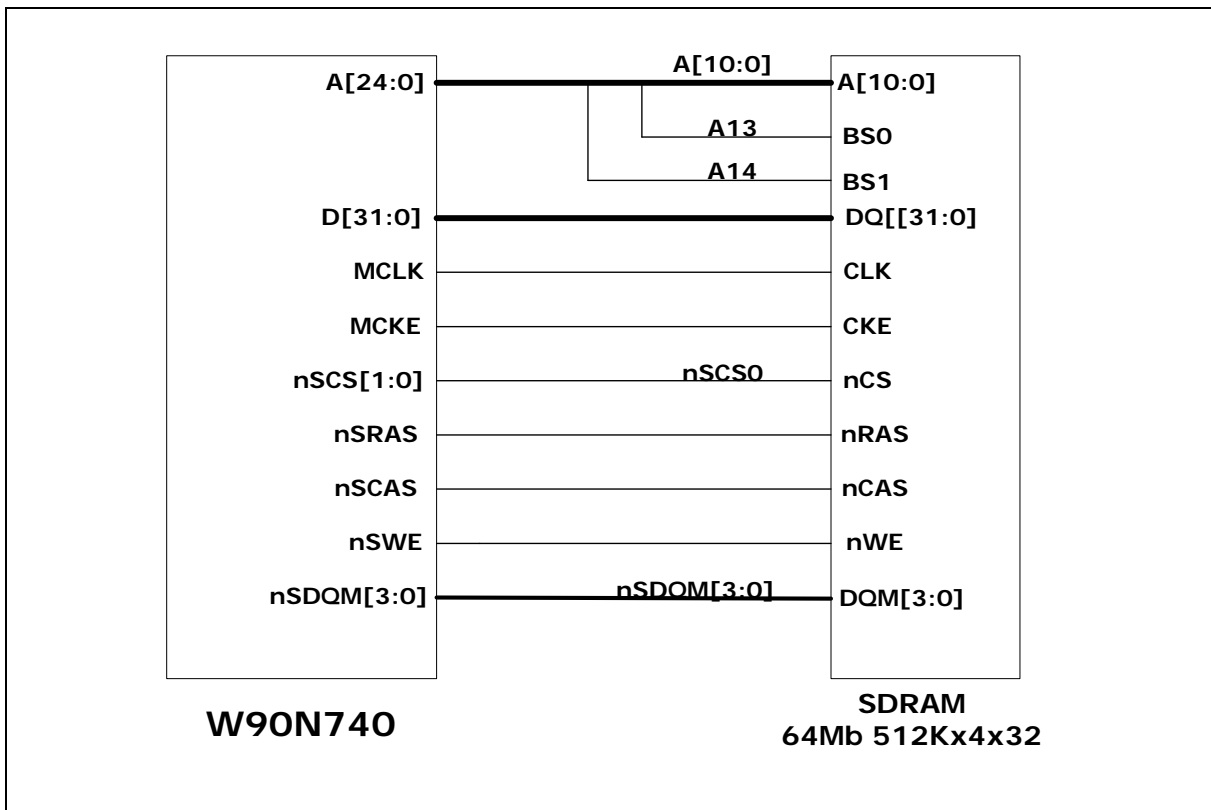 A[24:0] A[10:0] A[10:0]
A13 BS0
A14 BS1
D[31:0] DQ[[31:0]
MCLK CLK
MCKE CKE
nSCS[1:0] nSCS0 nCS
nSRAS nRAS
nSCAS nCAS
nSWE nWE
nSDQM[3:0] nSDQM[3:0] DQM[3:0]
W90N740
SDRAM
64Mb 512Kx4x32